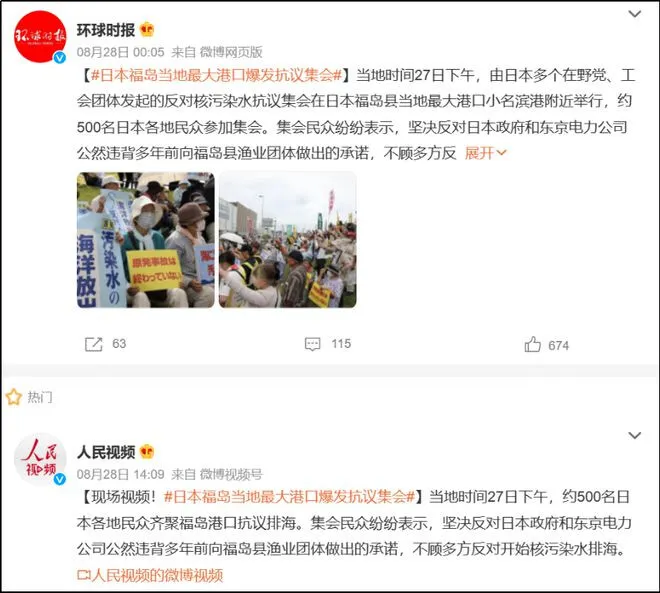 环球时报
环球时报
08月28日 00:05 来自 微博网页版
【#日本福岛当地最大港口爆发抗议集会#】当地时间27日下午，由日本多个在野党、工
会团体发起的反对核污染水抗议集会在日本福岛县当地最大港口小名滨港附近举行，约
500名日本各地民众参加集会。集会民众纷纷表示，坚决反对日本政府和东京电力公司
公然违背多年前向福岛县渔业团体做出的承诺，不顾多方反 展开
海洋放出
汚染水の
原発事故は
終わっていない
63
115
674
热门
人民视频
人民视频
08月28日 14:09 来自 微博视频号
【现场视频！#日本福岛当地最大港口爆发抗议集会#】当地时间27日下午，约500名日
本各地民众齐聚福岛港口抗议排海。集会民众纷纷表示，坚决反对日本政府和东京电力
公司公然违背多年前向福岛县渔业团体做出的承诺，不顾多方反对开始核污染水排海。
人民视频的微博视频